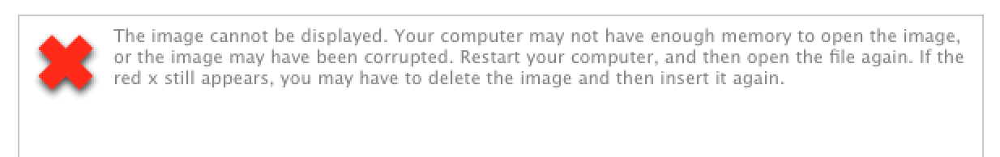 The image cannot be displayed. Your computer may not have enough memory to open the image,
or the image may have been corrupted. Restart your computer, and then open the file again. If the
red x still appears, you may have to delete the image and then insert it again.